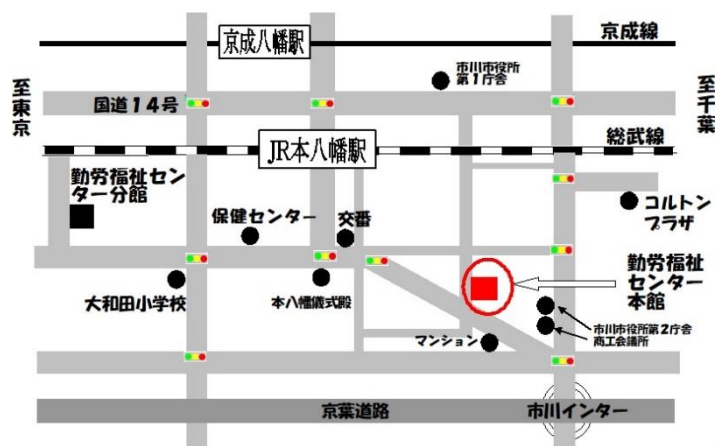 京成八幡駅
京成線
市川市役所
第1庁舎
至東京
国道14号
至千葉
総武線
JR本八幡駅
勤労福祉セン
ター分館
保健センター
交番
コルトン
プラザ
大和田小学校
本八幡儀式殿
勤労福祉
センター
本館
マンション
市川市役所第2庁舎
商工会議所
京葉道路
市川インター